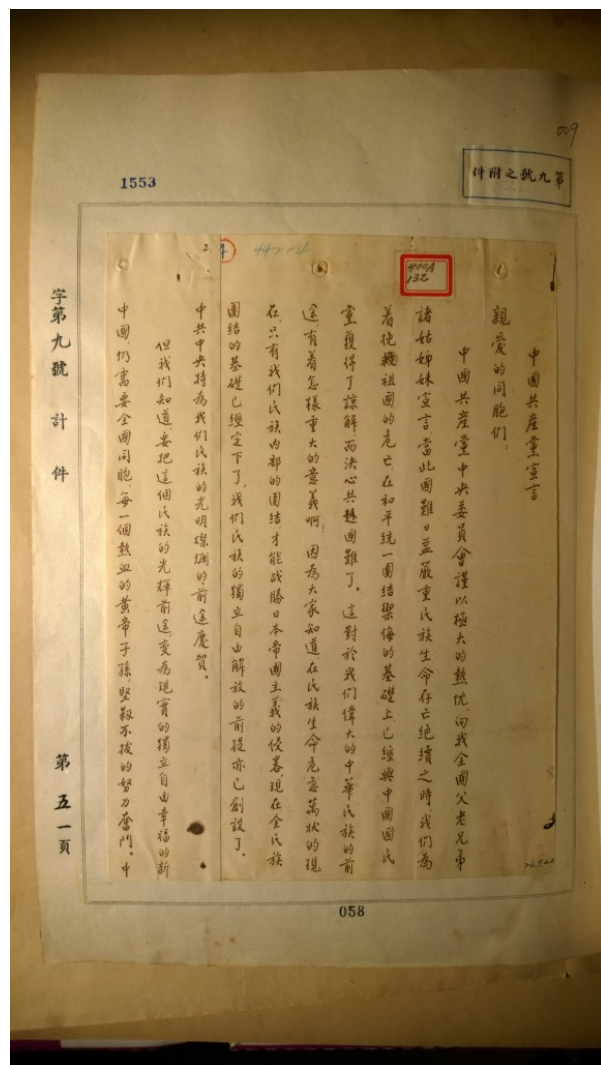 009
第九號之附件
1553
400A
132
442-4
2.
中國共產黨宣言
親愛的同胞們:
中國共產黨中央委員會謹以極大的熱忱向我全國父老兄弟
諸姑姊妹宣言當此國難日益嚴重民族生命存亡絕續之時我們為
着挽救祖國的危亡在和平統一團結禦侮的基礎上已經與中國國民
黨獲得了諒解而決心共赴國難了。這對於我們偉大的中華民族的前
途有着怎樣重大的意義啊!因為大家知道在民族生命危急萬狀的現
在,只有我們民族內部的團結才能战勝日本帝國主義的侵畧現在全民族
團结的基礎已經定下了,我們民族的獨立自由解放的前提亦已創設了。
中共中央特為我們民族的光明燦爛的前途慶賀。
但我們知道,要把這個民族的光輝前途變為現實的獨立自由幸福的新
中國,仍需要全國同胞,每一個熱血的黃帝子孫,堅韌不拔的努力奮鬥。中
字第九號 計 件
第五一頁
058